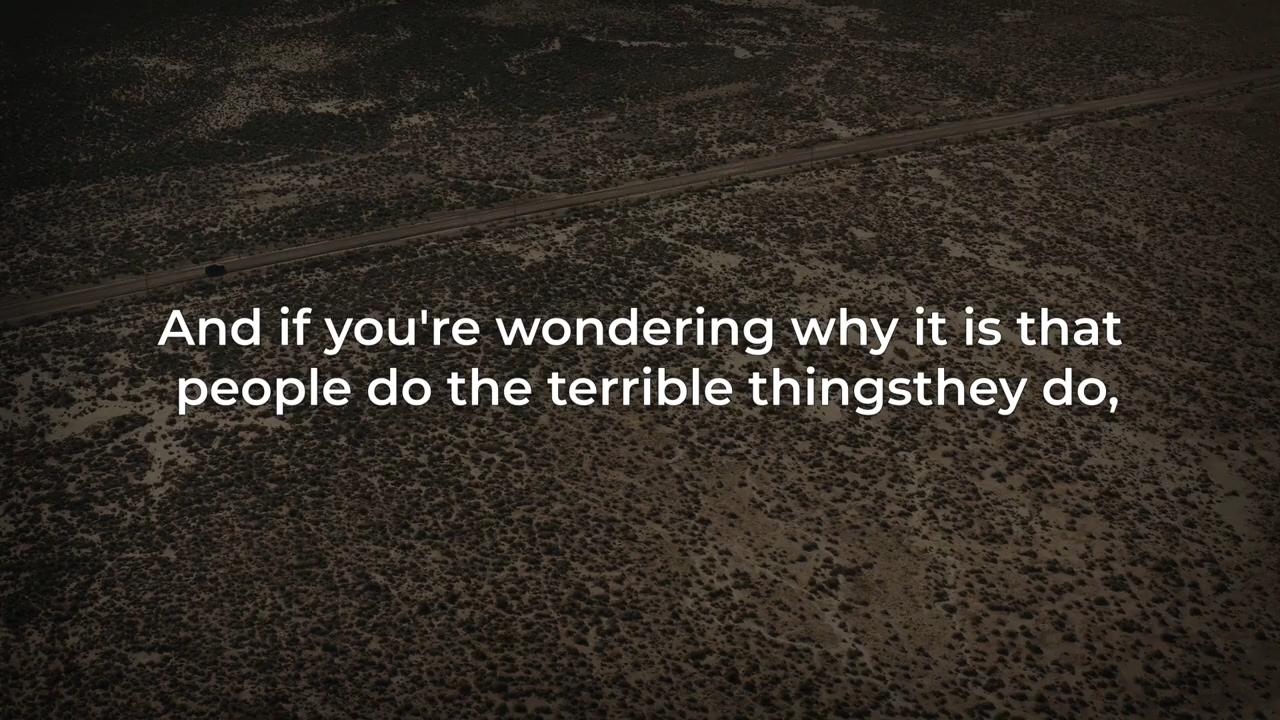 And if you're wondering why it is that
people do the terrible thingsthey do,